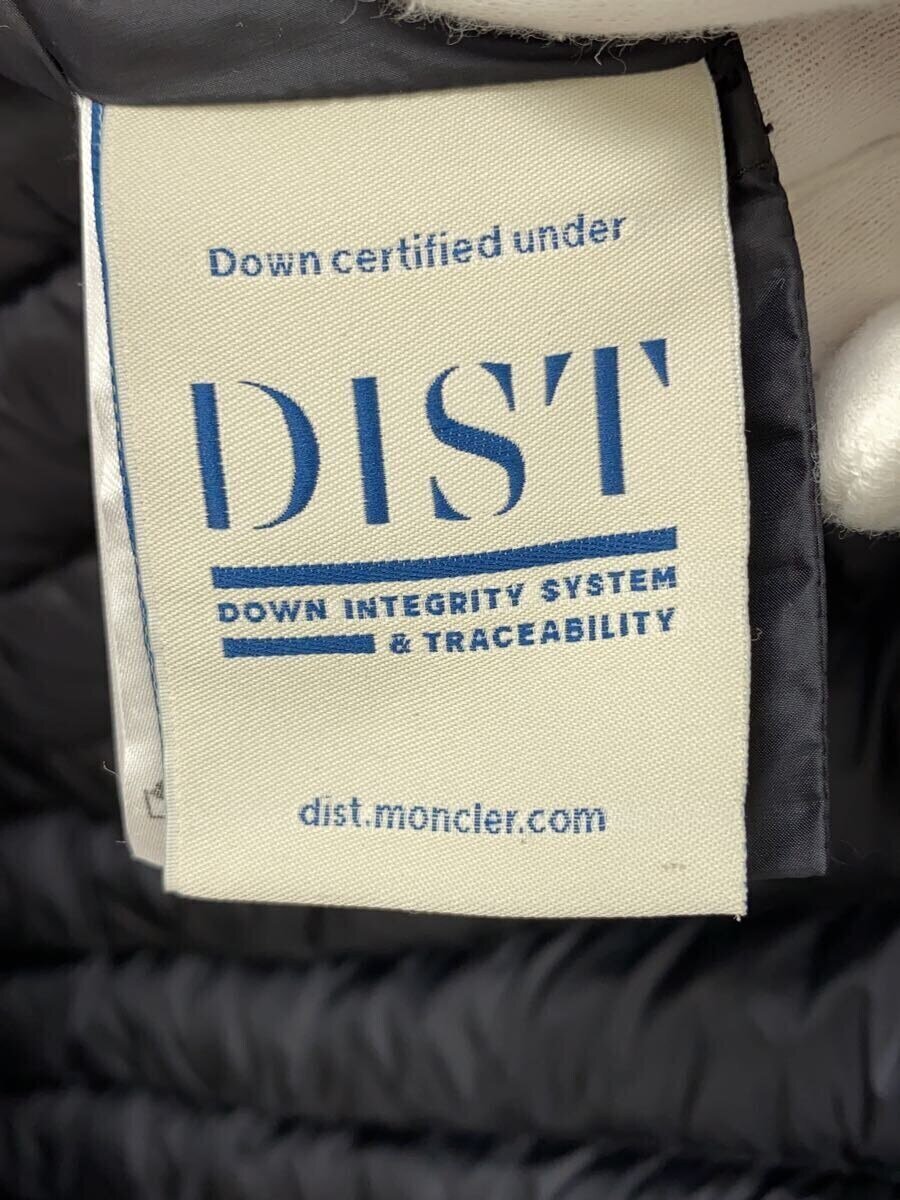 Down certified under
DIST
DOWN INTEGRITY SYSTEM
& TRACEABILITY
dist.moncler.com